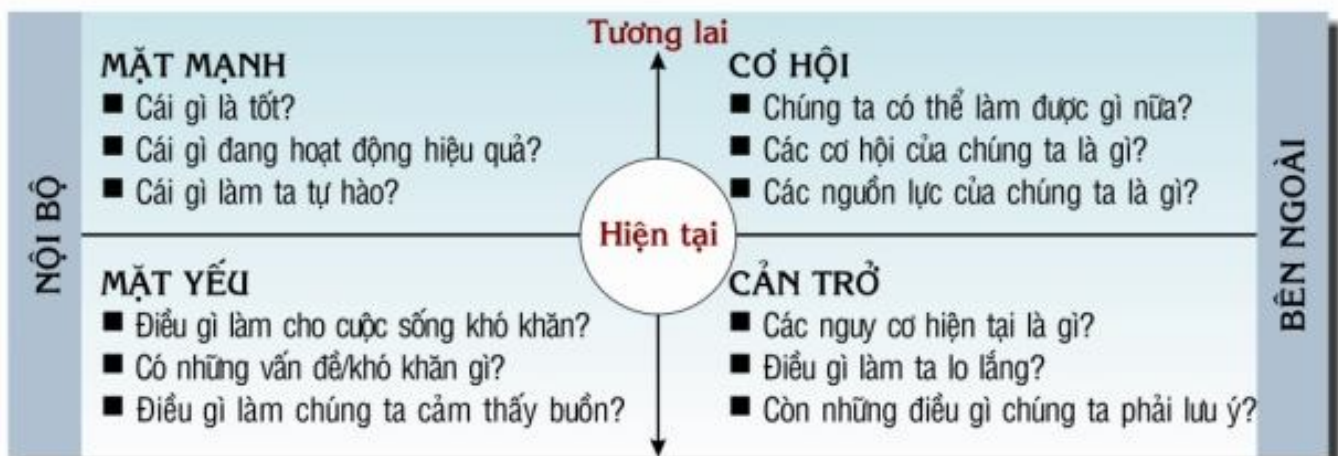 Tương lai
NỘI BỘ
MẶT MẠNH
■ Cái gì là tốt?
■ Cái gì đang hoạt động hiệu quả?
■ Cái gì làm ta tự hào?
CƠ HỘI
■ Chúng ta có thể làm được gì nữa?
■ Các cơ hội của chúng ta là gì?
■ Các nguồn lực của chúng ta là gì?
Hiện tại
MẶT YẾU
■ Điều gì làm cho cuộc sống khó khăn?
■ Có những vấn đề/khó khăn gì?
■ Điều gì làm chúng ta cảm thấy buồn?
CẢN TRỞ
■ Các nguy cơ hiện tại là gì?
■ Điều gì làm ta lo lắng?
■ Còn những điều gì chúng ta phải lưu ý?
BÊN NGOÀI